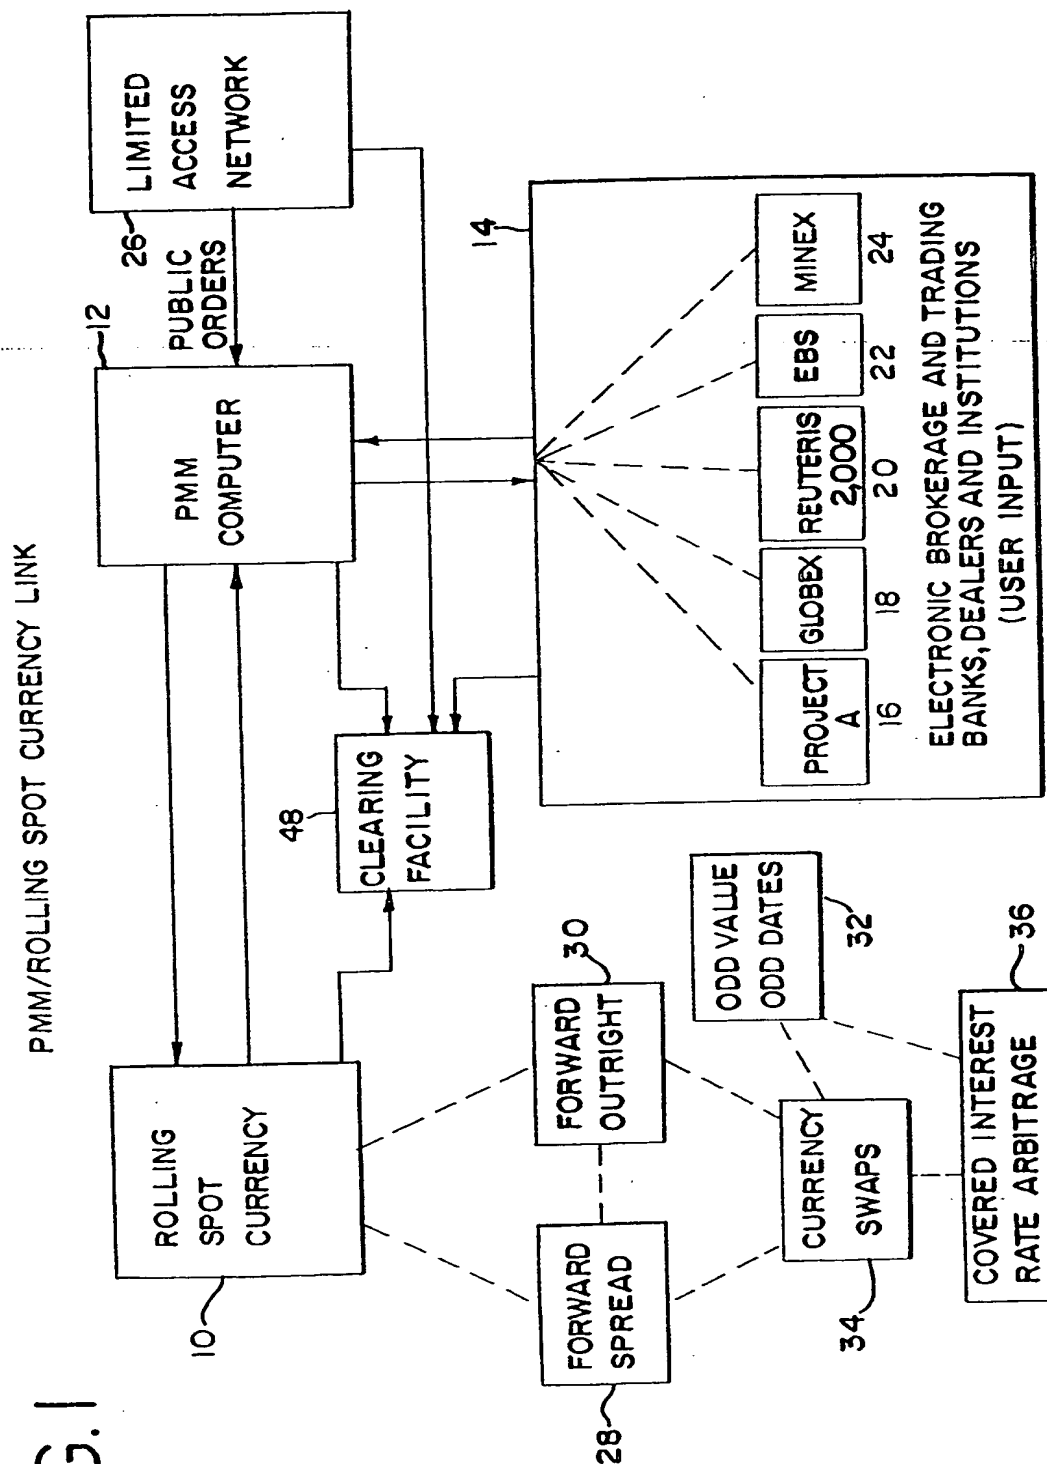 G. 1
PMM/ROLLING SPOT CURRENCY LINK
10
ROLLING
SPOT
CURRENCY
12
PMM
COMPUTER
26
PUBLIC
ORDERS
LIMITED
ACCESS
NETWORK
48
CLEARING
FACILITY
28
FORWARD
SPREAD
30
FORWARD
OUTRIGHT
34
CURRENCY
SWAPS
ODD VALUE
ODD DATES
32
36
COVERED INTEREST
RATE ARBITRAGE
14
PROJECT
A
16
GLOBEX
18
REUTERIS
2,000
20
EBS
22
MINEX
24
ELECTRONIC BROKERAGE AND TRADING
BANKS, DEALERS AND INSTITUTIONS
(USER INPUT)